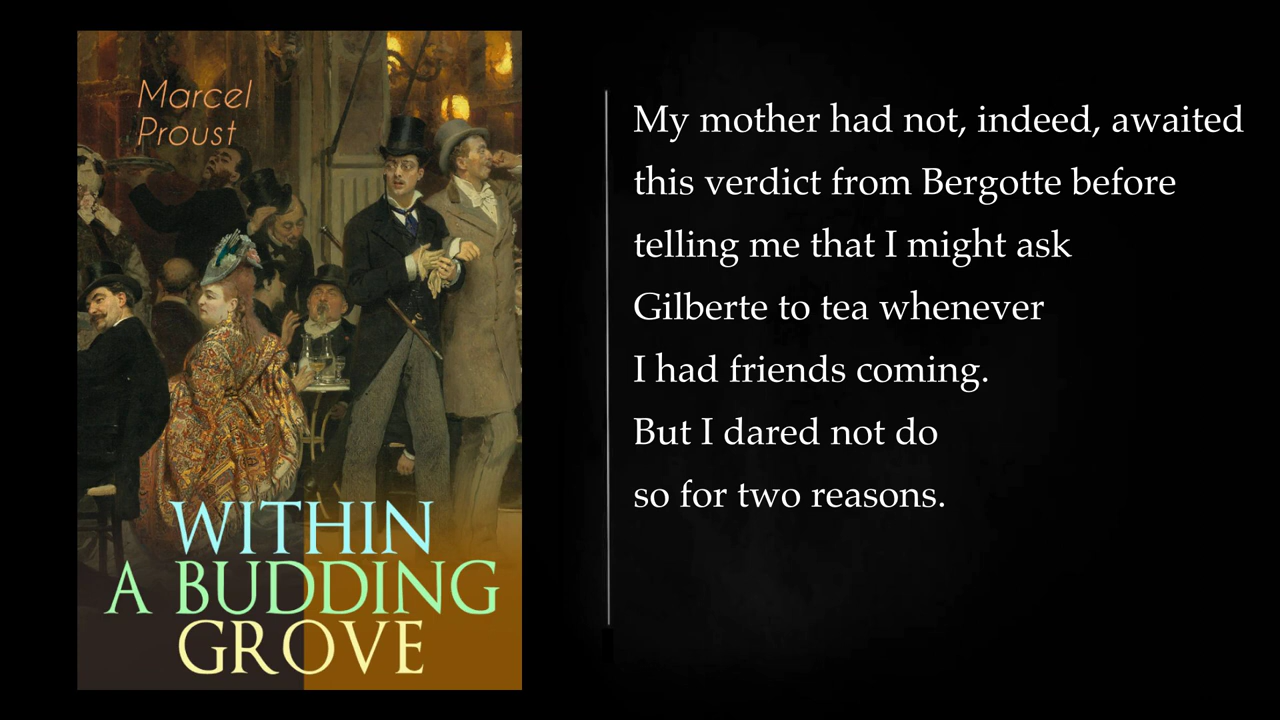 Marcel
Proust
WITHIN
A BUDDING
GROVE
My mother had not, indeed, awaited
this verdict from Bergotte before
telling me that I might ask
Gilberte to tea whenever
I had friends coming.
But I dared not do
so for two reasons.